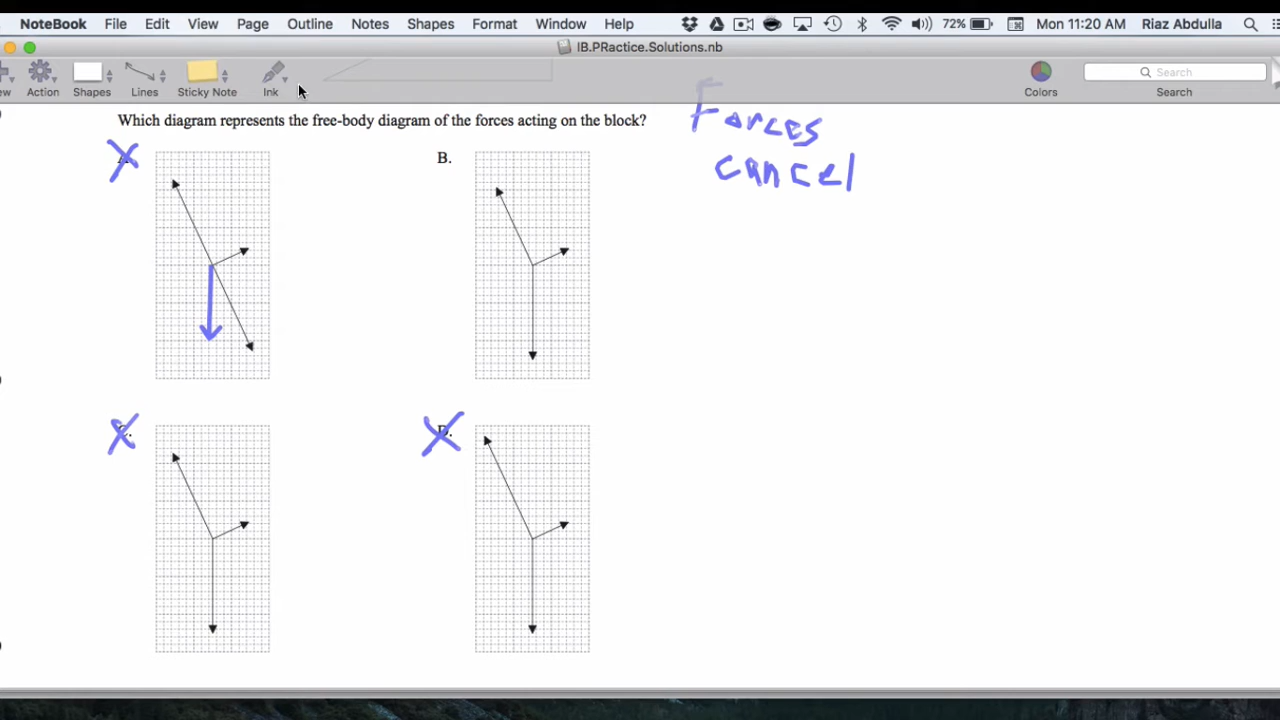 NoteBook File Edit View Page Outline Notes Shapes Format Window Help 72% Mon 11:20 AM Riaz Abdulla
IB.PRactice.Solutions.nb
Action Shapes Lines Sticky Note Ink Colors Search
Search
Which diagram represents the free-body diagram of the forces acting on the block?
Forces
cancel
A. B.
C. D.